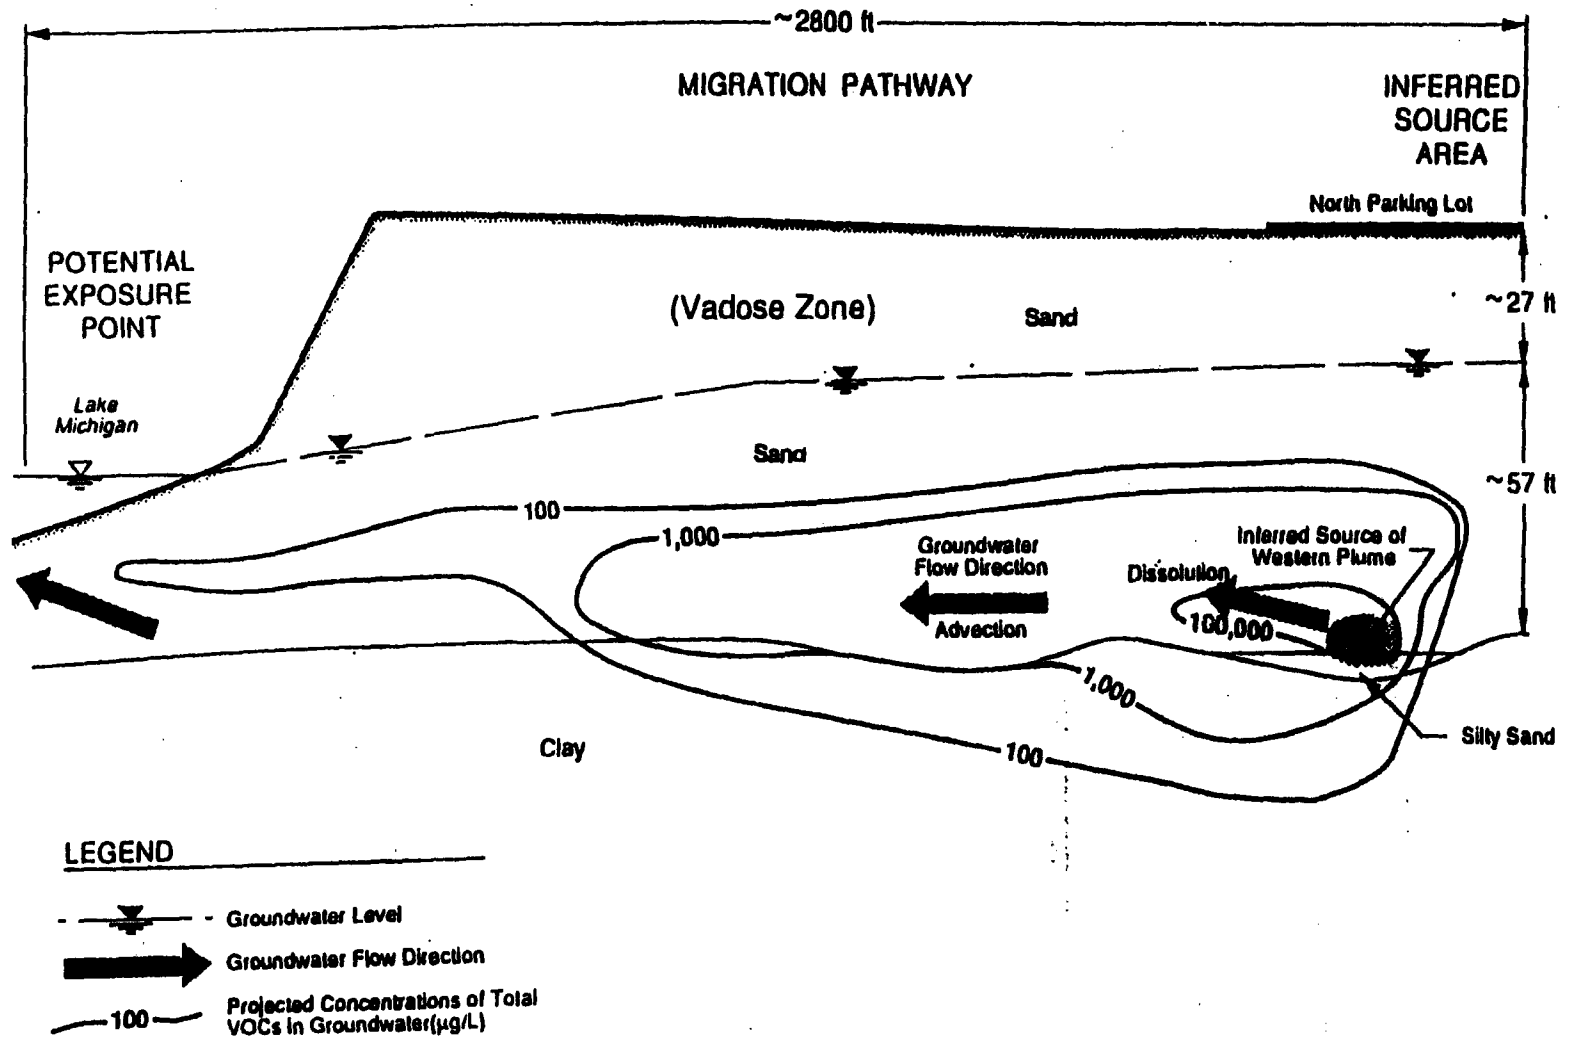 ~2800 ft
MIGRATION PATHWAY
INFERRED
SOURCE
AREA
North Parking Lot
POTENTIAL
EXPOSURE
POINT
(Vadose Zone)
Sand
~27 ft
Lake
Michigan
Sand
~57 ft
100
1,000
Groundwater
Flow Direction
Advection
Inferred Source of
Western Plume
Dissolution
100,000
1,000
100
Silty Sand
Clay
LEGEND
Groundwater Level
Groundwater Flow Direction
100
Projected Concentrations of Total
VOCs in Groundwater(µg/L)